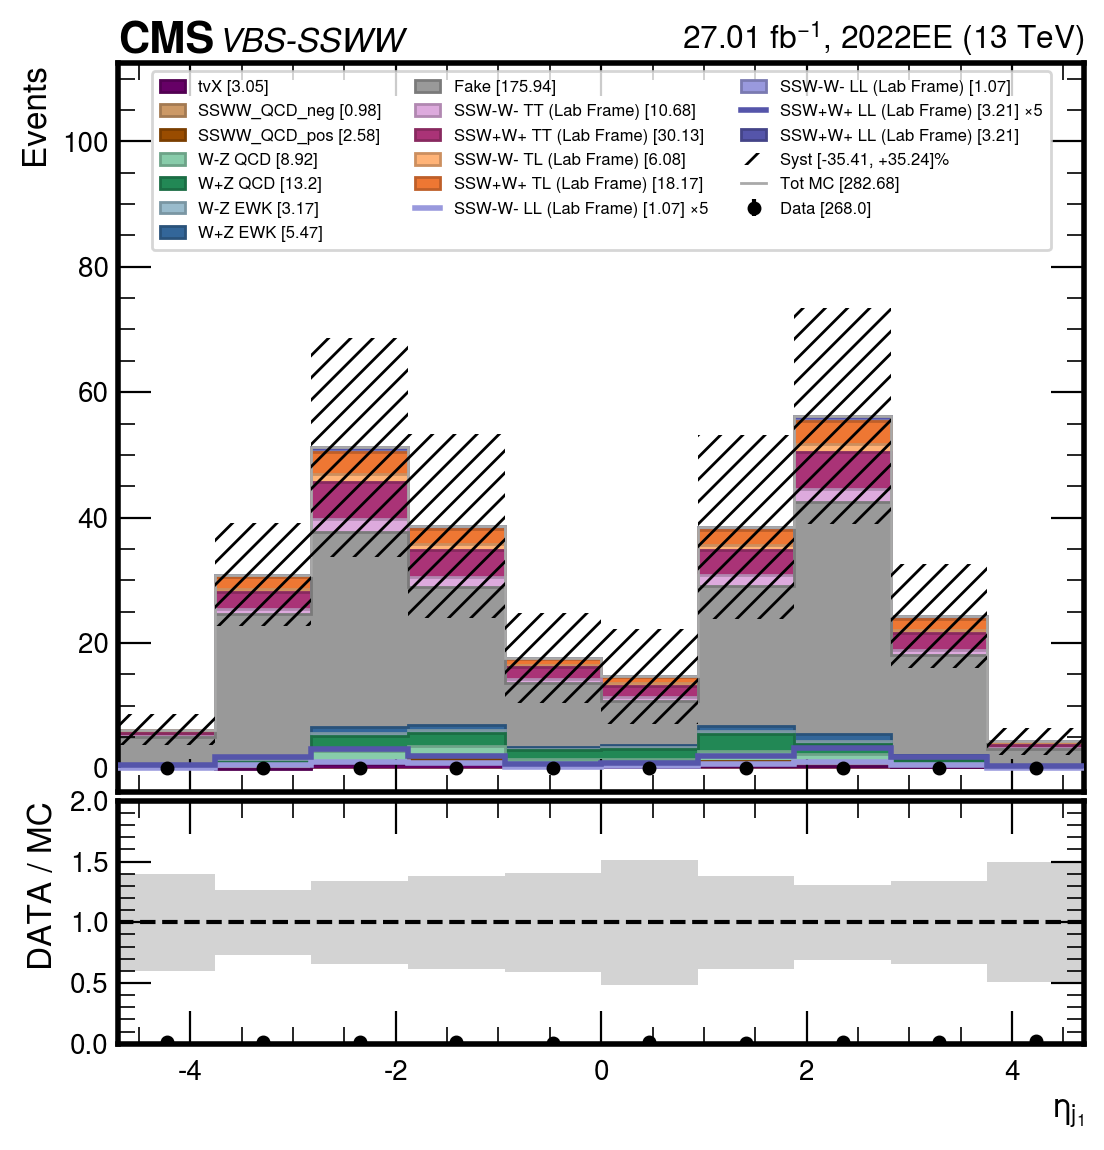 CMS VBS-SSWW 27.01 fb⁻¹, 2022EE (13 TeV)
Events
tvX [3.05]
SSWW_QCD_neg [0.98]
SSWW_QCD_pos [2.58]
W-Z QCD [8.92]
W+Z QCD [13.2]
W-Z EWK [3.17]
W+Z EWK [5.47]
Fake [175.94]
SSW-W- TT (Lab Frame) [10.68]
SSW+W+ TT (Lab Frame) [30.13]
SSW-W- TL (Lab Frame) [6.08]
SSW+W+ TL (Lab Frame) [18.17]
SSW-W- LL (Lab Frame) [1.07] ×5
SSW-W- LL (Lab Frame) [1.07]
SSW+W+ LL (Lab Frame) [3.21] ×5
SSW+W+ LL (Lab Frame) [3.21]
Syst [-35.41, +35.24]%
Tot MC [282.68]
Data [268.0]
100
80
60
40
20
0
DATA / MC
2.0
1.5
1.0
0.5
0.0
-4 -2 0 2 4
η_{j_1}